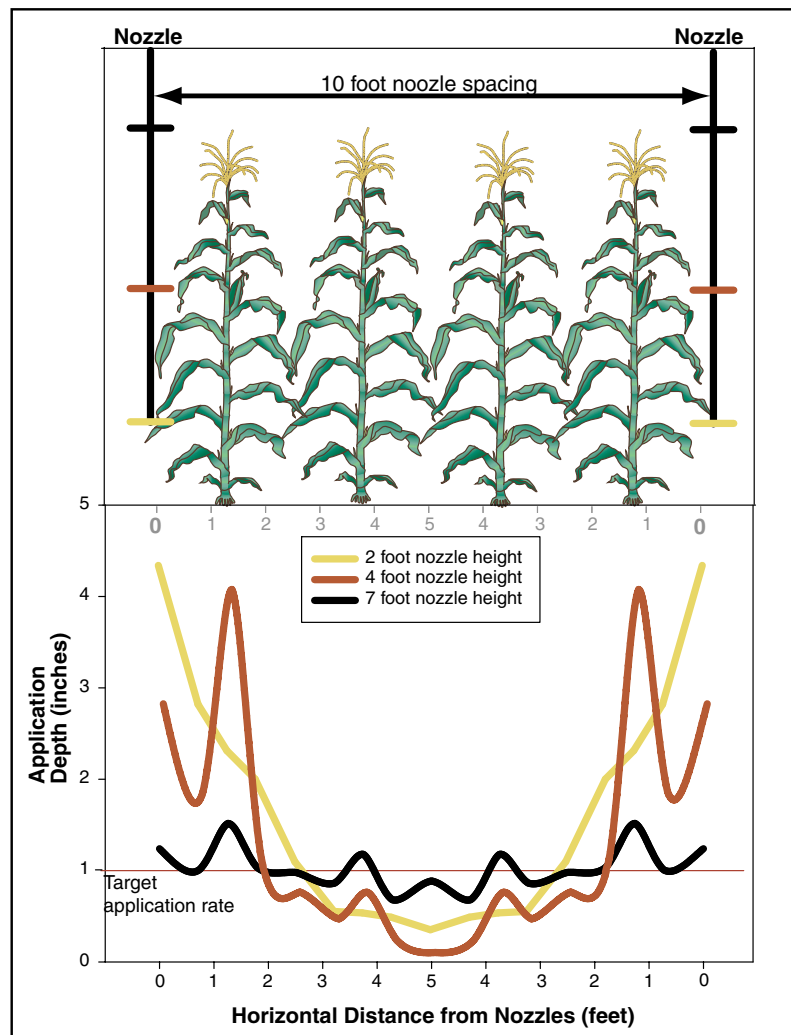 Nozzle Nozzle
10 foot noozle spacing
5
0 1 2 3 4 5 4 3 2 1 0
2 foot nozzle height
4 foot nozzle height
7 foot nozzle height
4
3
2
1
0
Application
Depth (inches)
Target
application rate
0 1 2 3 4 5 4 3 2 1 0
Horizontal Distance from Nozzles (feet)